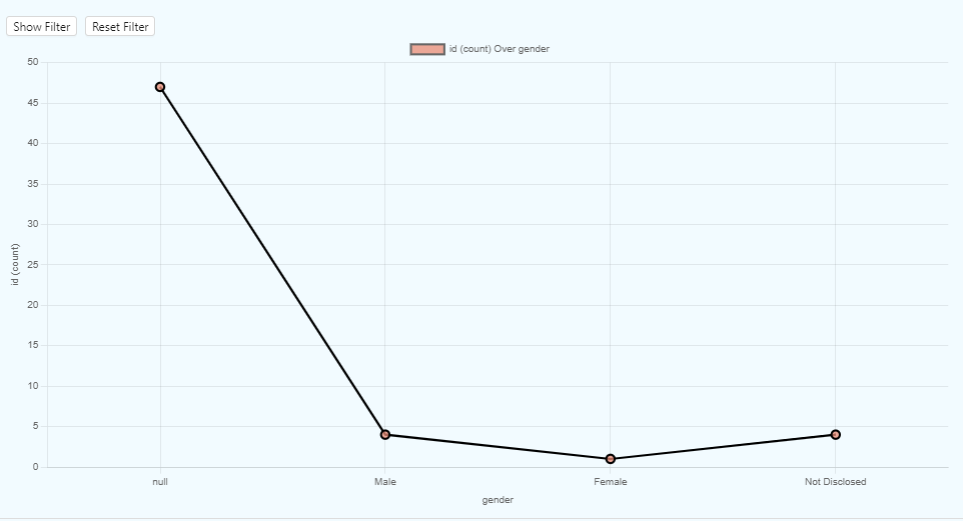 Show Filter Reset Filter
id (count) Over gender
50
45
40
35
30
25
20
15
10
5
0
id (count)
null Male Female Not Disclosed
gender